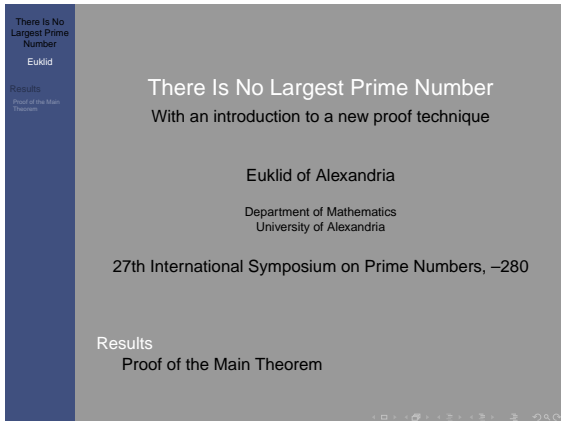 There Is No
Largest Prime
Number
Euklid
Results
Proof of the Main
Theorem
There Is No Largest Prime Number
With an introduction to a new proof technique
Euklid of Alexandria
Department of Mathematics
University of Alexandria
27th International Symposium on Prime Numbers, –280
Results
Proof of the Main Theorem